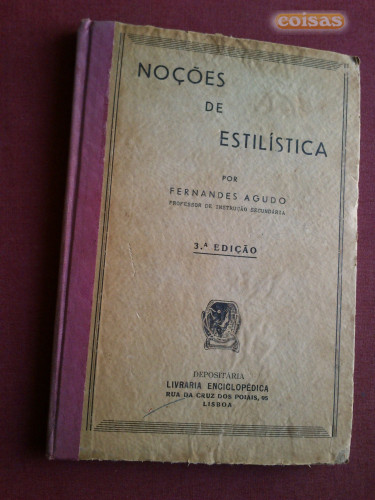 coisas
NOÇÕES
DE
ESTILÍSTICA
POR
FERNANDES AGUDO
PROFESSOR DE INSTRUÇÃO SECUNDÁRIA
3.ª EDIÇÃO
DEPOSITARIA
LIVRARIA ENCICLOPÉDICA
RUA DA CRUZ DOS POIAIS, 95
LISBOA